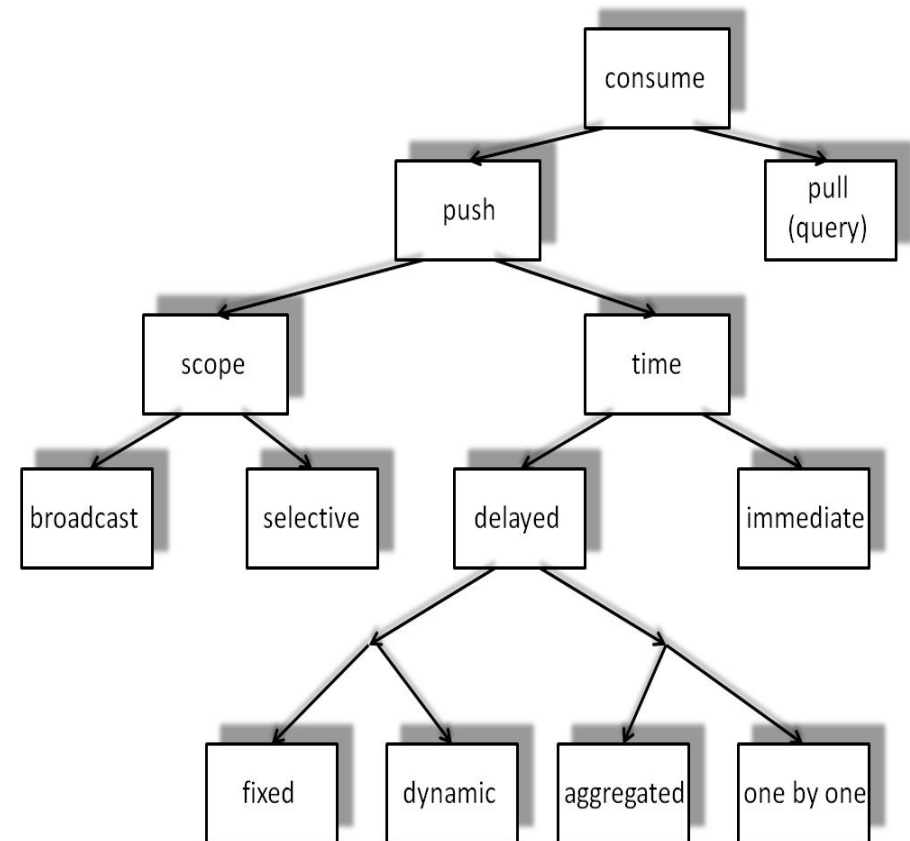 consume
push
pull
(query)
scope
time
broadcast
selective
delayed
immediate
fixed
dynamic
aggregated
one by one